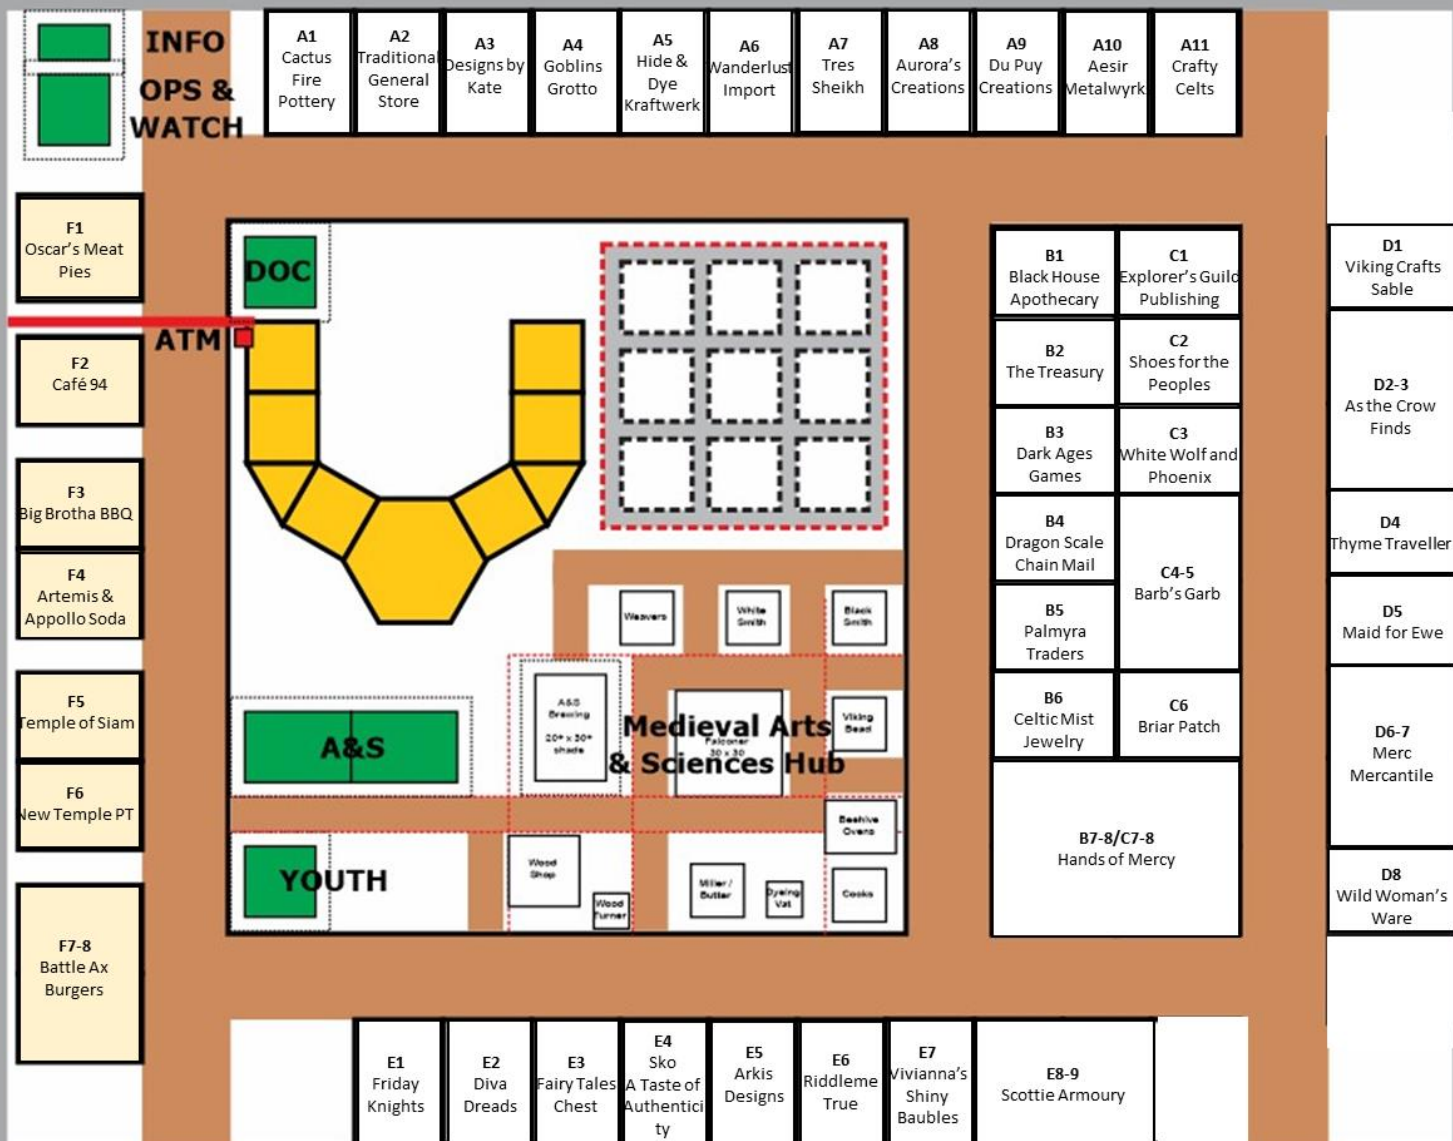 INFO
OPS &
WATCH
A1
Cactus
Fire
Pottery
A2
Traditional
General
Store
A3
Designs by
Kate
A4
Goblins
Grotto
A5
Hide &
Dye
Kraftwerk
A6
Wanderlust
Import
A7
Tres
Sheikh
A8
Aurora's
Creations
A9
Du Puy
Creations
A10
Aesir
Metalwyrk
A11
Crafty
Celts
F1
Oscar's Meat
Pies
F2
Café 94
F3
Big Brotha BBQ
F4
Artemis &
Appollo Soda
F5
Temple of Siam
F6
New Temple PT
F7-8
Battle Ax
Burgers
DOC
ATM
A&S
YOUTH
Weavers
White
Smith
Black
Smith
A&S
Brewing
20+ x 30+
shade
Medieval Arts
& Sciences Hub
Falconer
30 x 30
Viking
Bead
Beehive
Ovens
Wood
Shop
Wood
Turner
Miller /
Butter
Dyeing
Vat
Cooks
B1
Black House
Apothecary
B2
The Treasury
B3
Dark Ages
Games
B4
Dragon Scale
Chain Mail
B5
Palmyra
Traders
B6
Celtic Mist
Jewelry
C1
Explorer's Guild
Publishing
C2
Shoes for the
Peoples
C3
White Wolf and
Phoenix
C4-5
Barb's Garb
C6
Briar Patch
B7-8/C7-8
Hands of Mercy
D1
Viking Crafts
Sable
D2-3
As the Crow
Finds
D4
Thyme Traveller
D5
Maid for Ewe
D6-7
Merc
Mercantile
D8
Wild Woman's
Ware
E1
Friday
Knights
E2
Diva
Dreads
E3
Fairy Tales
Chest
E4
Sko
A Taste of
Authentici
ty
E5
Arkis
Designs
E6
Riddleme
True
E7
Vivianna's
Shiny
Baubles
E8-9
Scottie Armoury